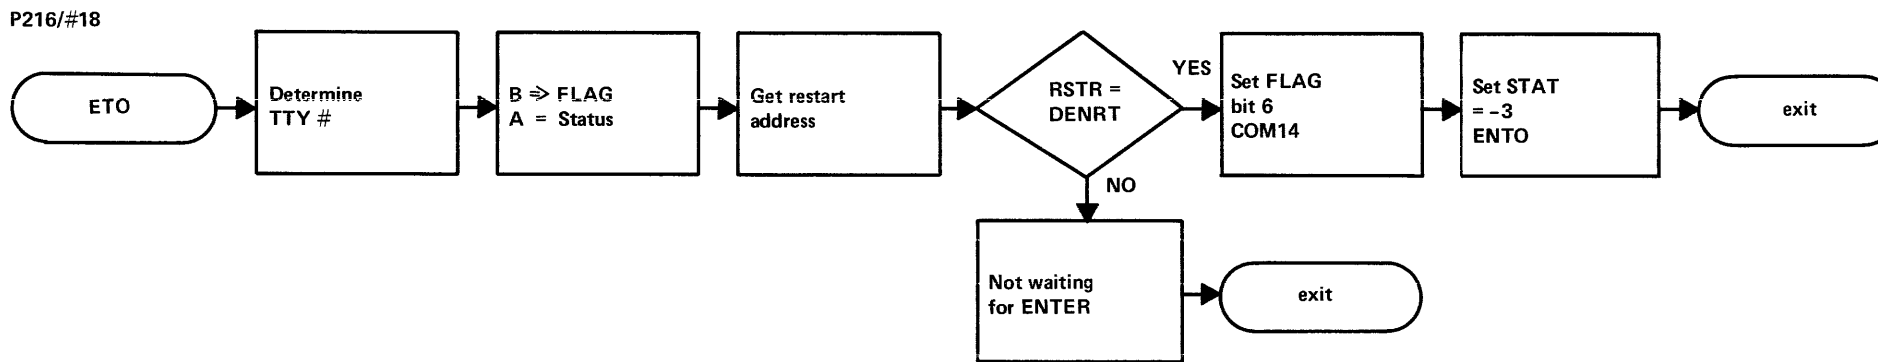 P216/#18
ETO
Determine
TTY #
B => FLAG
A = Status
Get restart
address
RSTR =
DENRT
YES
Set FLAG
bit 6
COM14
Set STAT
= -3
ENTO
exit
NO
Not waiting
for ENTER
exit